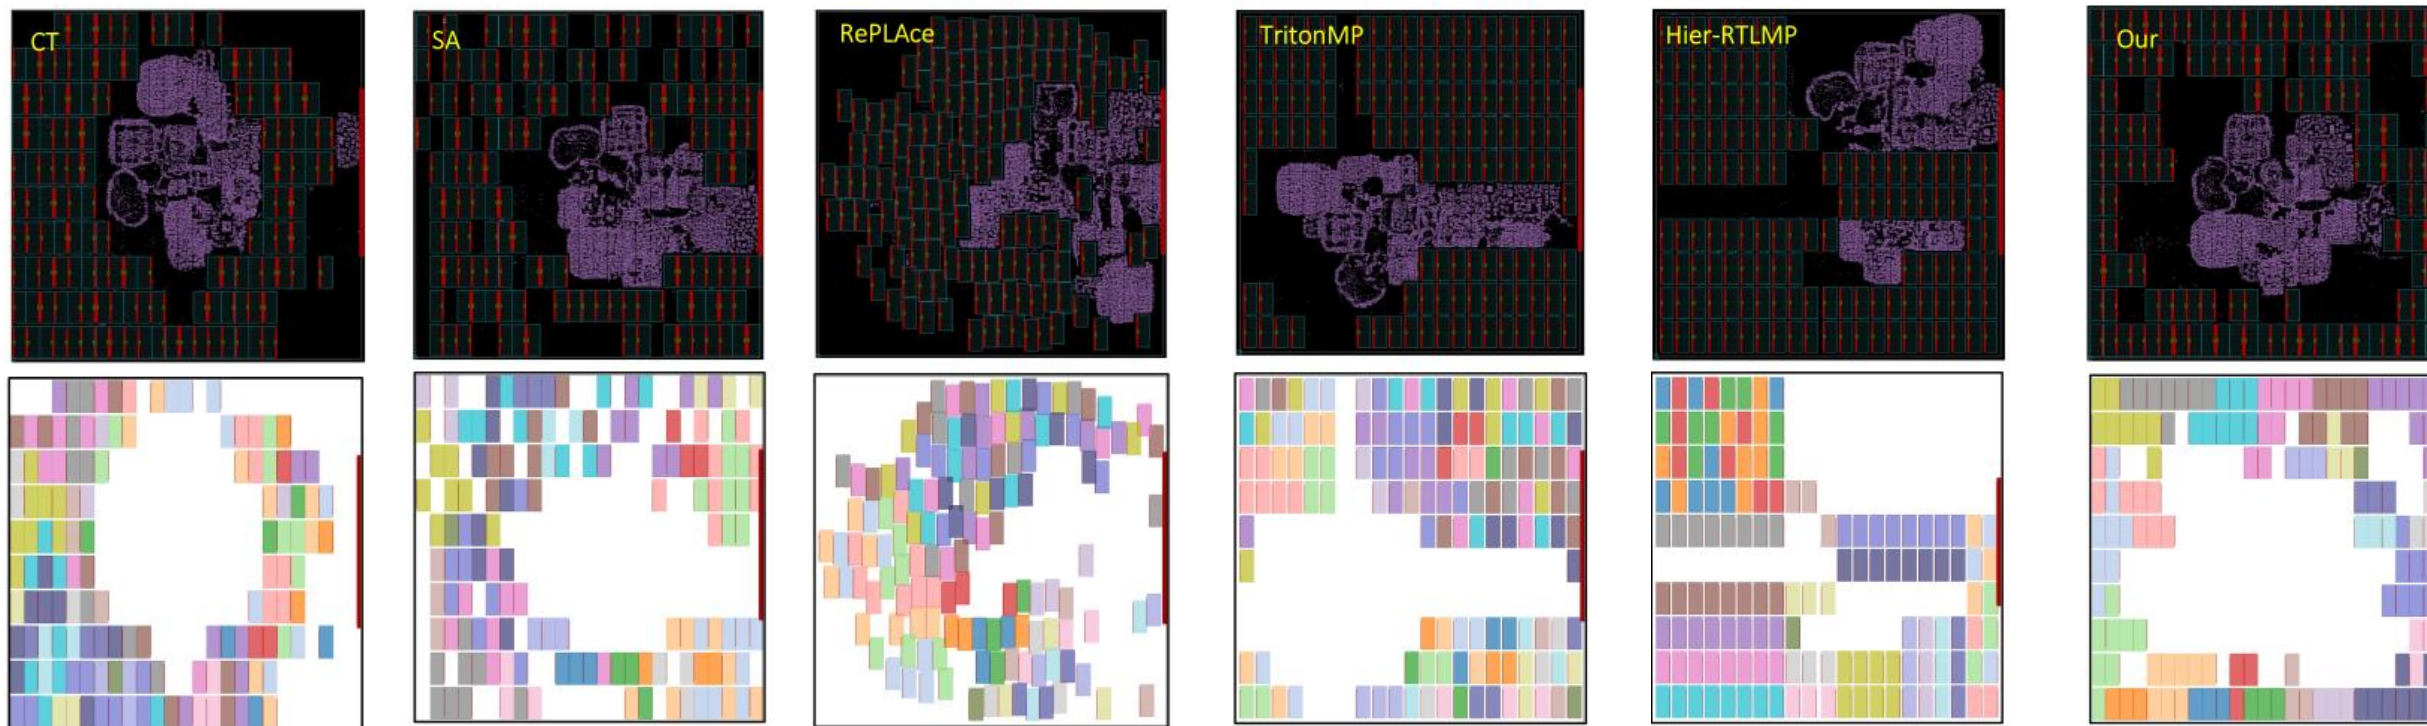 CT
SA
RePLAce
TritonMP
Hier-RTLMP
Our